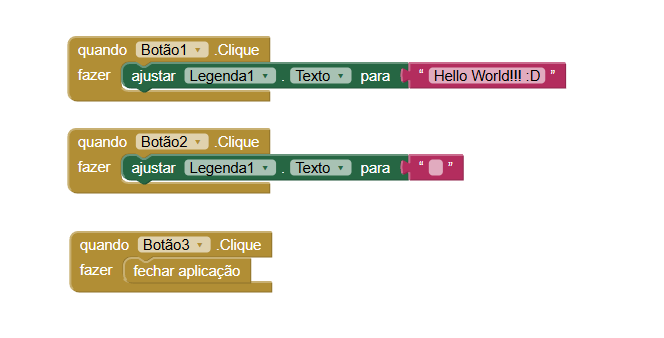 quando Botão1 .Clique
fazer ajustar Legenda1 . Texto para “ Hello World!!! :D ”
quando Botão2 .Clique
fazer ajustar Legenda1 . Texto para “ ”
quando Botão3 .Clique
fazer fechar aplicação